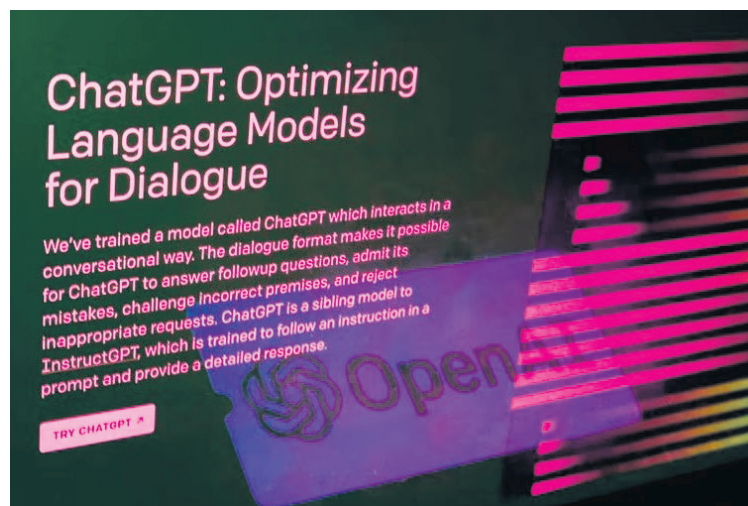 ChatGPT: Optimizing
Language Models
for Dialogue
We've trained a model called ChatGPT which interacts in a
conversational way. The dialogue format makes it possible
for ChatGPT to answer followup questions, admit its
mistakes, challenge incorrect premises, and reject
inappropriate requests. ChatGPT is a sibling model to
InstructGPT, which is trained to follow an instruction in a
prompt and provide a detailed response.
TRY CHATGPT ↗
OpenAI